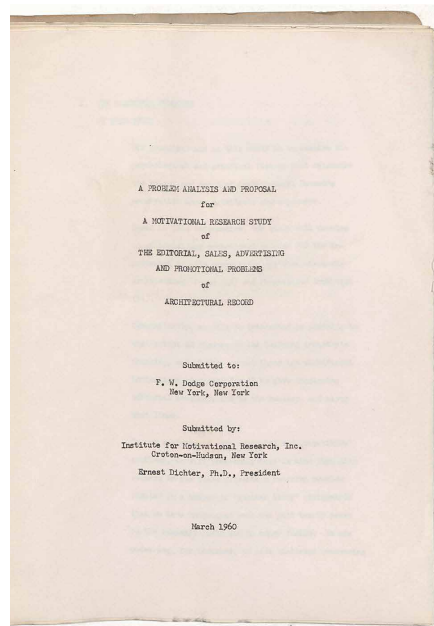 A PROBLEM ANALYSIS AND PROPOSAL
for
A MOTIVATIONAL RESEARCH STUDY
of
THE EDITORIAL, SALES, ADVERTISING
AND PROMOTIONAL PROBLEMS
of
ARCHITECTURAL RECORD
Submitted to:
F. W. Dodge Corporation
New York, New York
Submitted by:
Institute for Motivational Research, Inc.
Croton-on-Hudson, New York
Ernest Dichter, Ph.D., President
March 1960